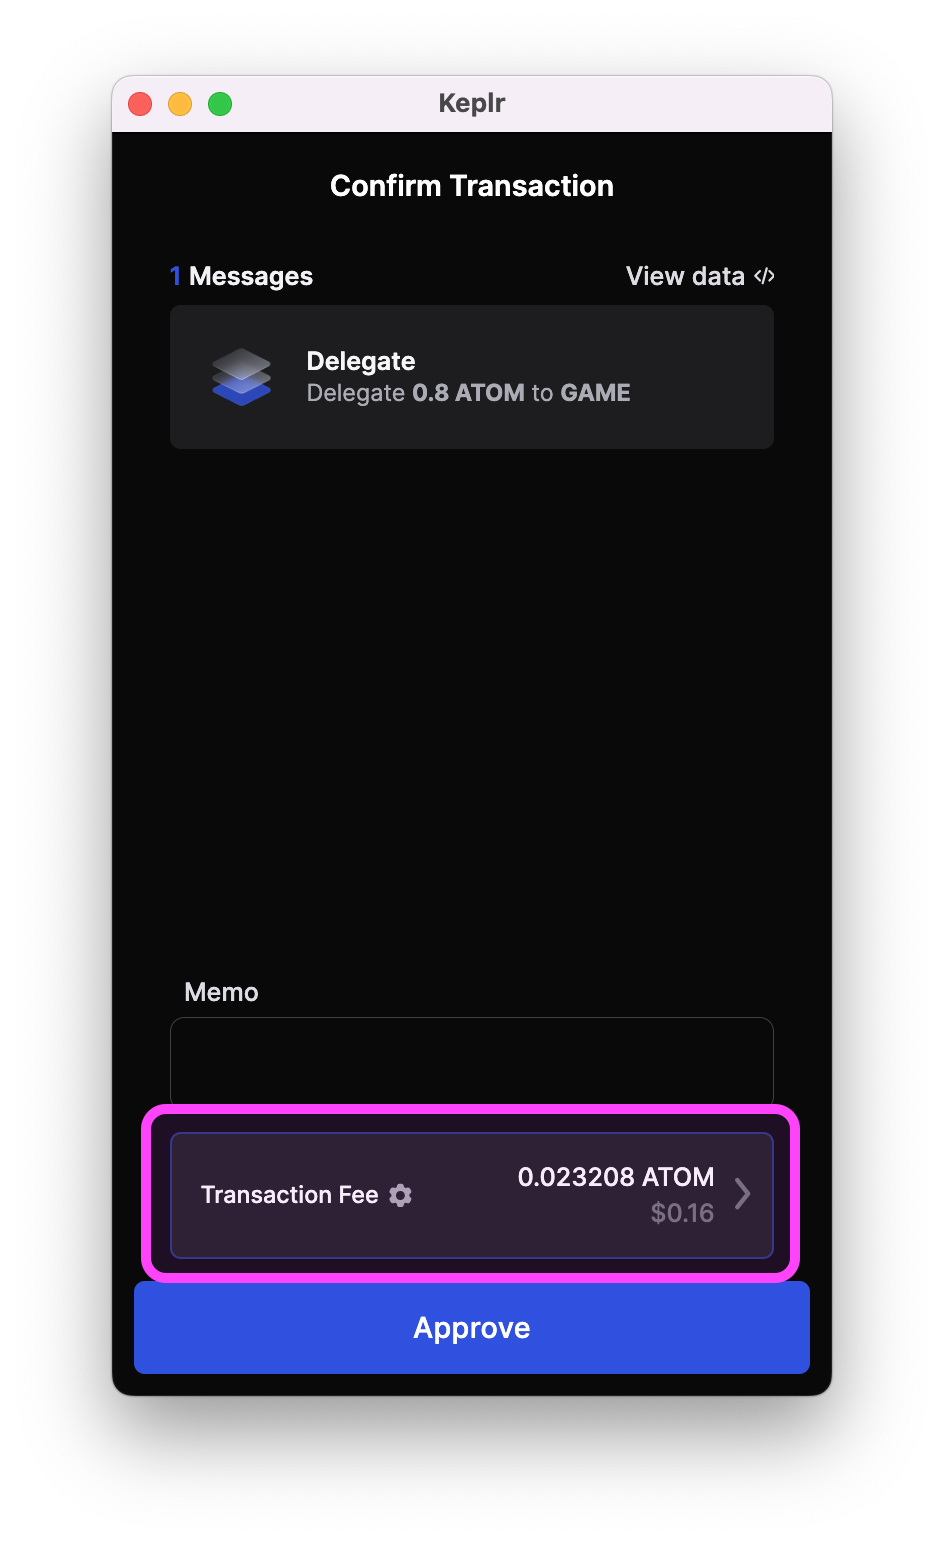 Keplr
Confirm Transaction
1 Messages
View data </>
Delegate
Delegate 0.8 ATOM to GAME
Memo
Transaction Fee
0.023208 ATOM
$0.16
Approve